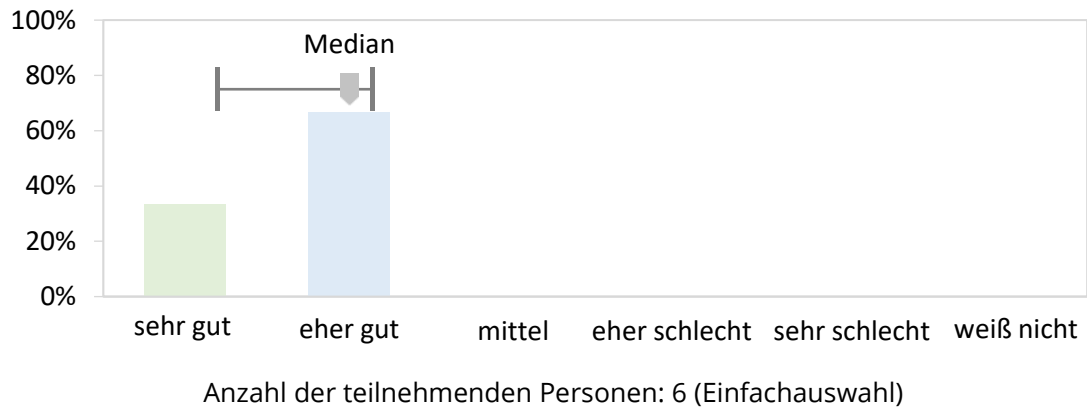 100%
Median
80%
60%
40%
20%
0%
sehr gut eher gut mittel eher schlecht sehr schlecht weiß nicht
Anzahl der teilnehmenden Personen: 6 (Einfachauswahl)